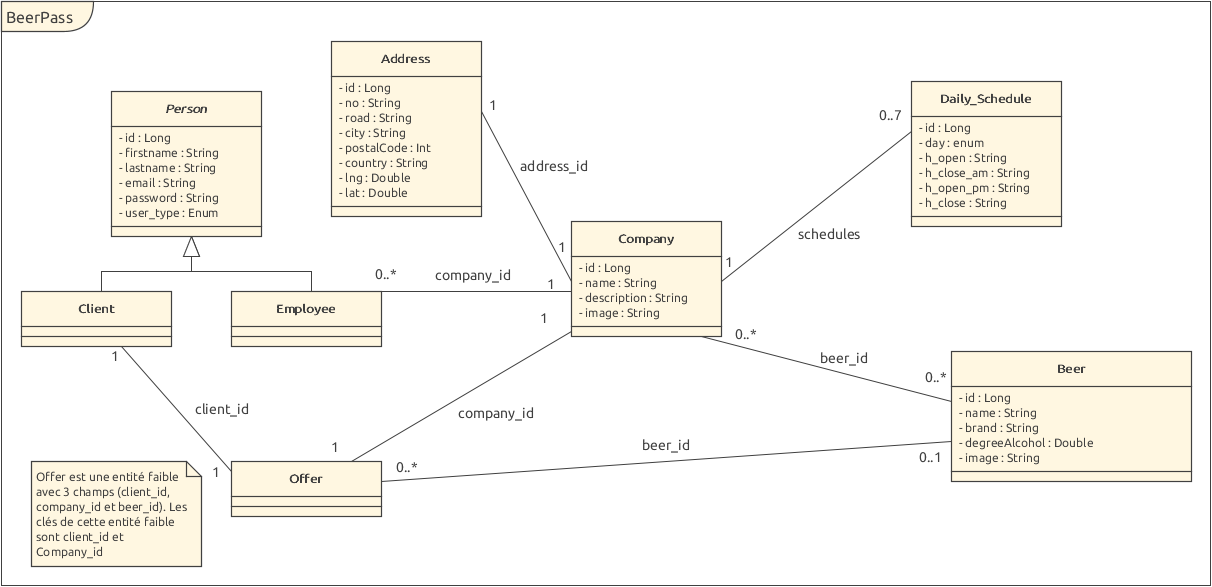 BeerPass
Address
- id : Long
- no : String
- road : String
- city : String
- postalCode : Int
- country : String
- lng : Double
- lat : Double
Person
- id : Long
- firstname : String
- lastname : String
- email : String
- password : String
- user_type : Enum
Daily_Schedule
- id : Long
- day : enum
- h_open : String
- h_close_am : String
- h_open_pm : String
- h_close : String
1
address_id
1
0..7
schedules
1
Company
- id : Long
- name : String
- description : String
- image : String
0..*
company_id
1
Client
Employee
1
client_id
1
1
company_id
1
0..*
beer_id
0..*
Beer
- id : Long
- name : String
- brand : String
- degreeAlcohol : Double
- image : String
0..*
beer_id
0..1
Offer
Offer est une entité faible
avec 3 champs (client_id,
company_id et beer_id). Les
clés de cette entité faible
sont client_id et
Company_id